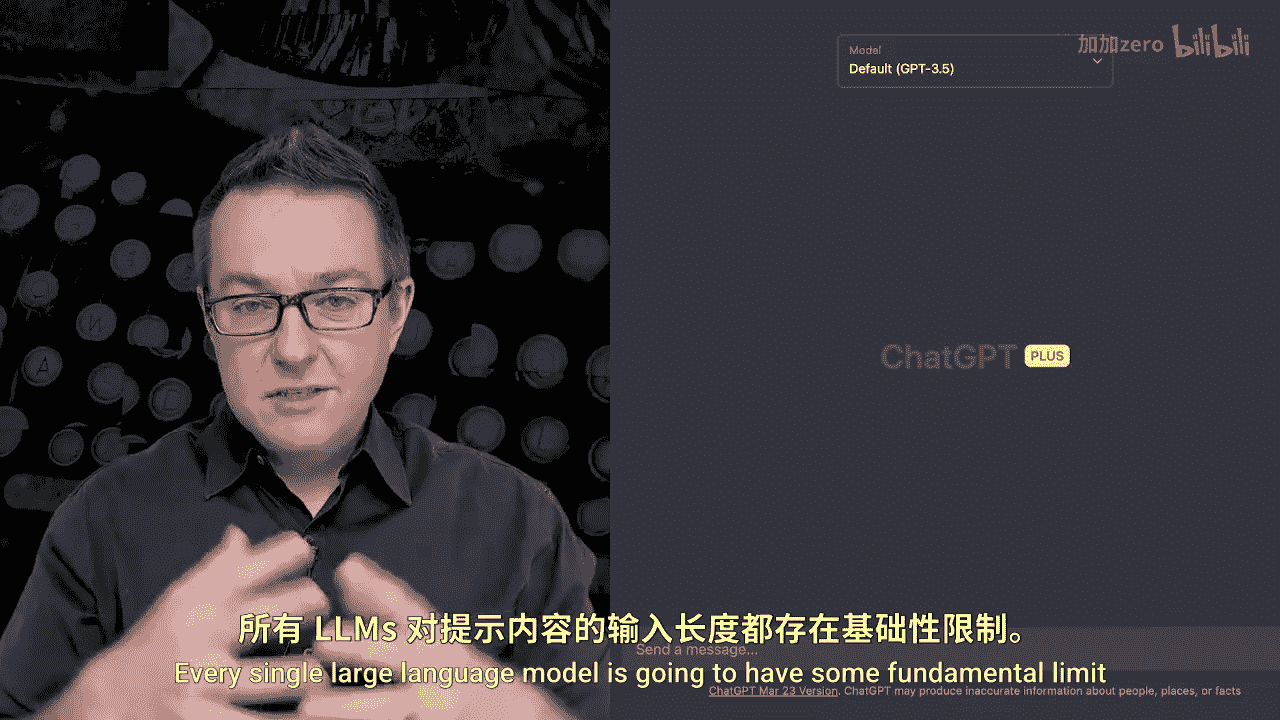 加加zero bilibili
Model
Default (GPT-3.5)
ChatGPT PLUS
所有 LLMs 对提示内容的输入长度都存在基础性限制。
Send a message...
Every single large language model is going to have some fundamental limit
ChatGPT Mar 23 Version. ChatGPT may produce inaccurate information about people, places, or facts